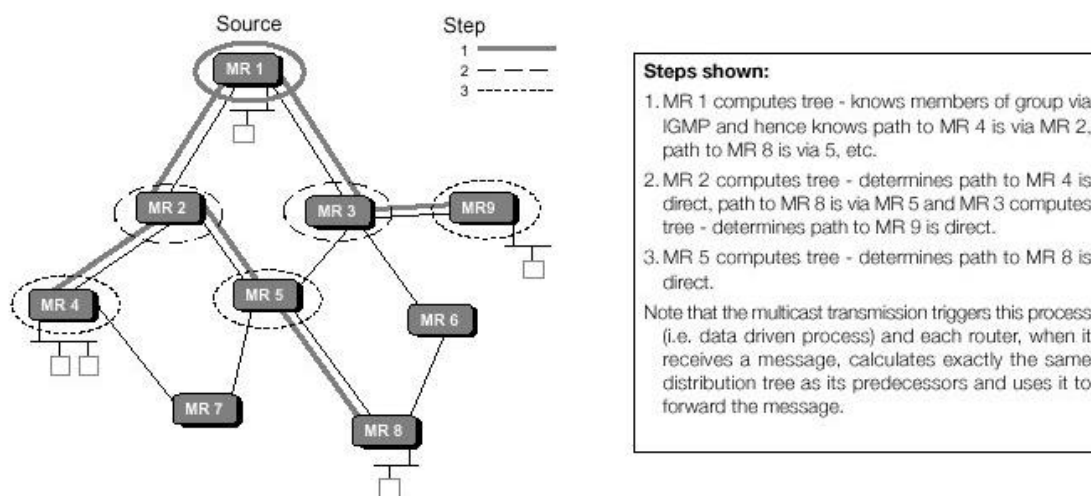 Source
Step
1
2
3
MR 1
MR 2
MR 3
MR9
MR 4
MR 5
MR 6
MR 7
MR 8
Steps shown:
1. MR 1 computes tree - knows members of group via
IGMP and hence knows path to MR 4 is via MR 2,
path to MR 8 is via 5, etc.
2. MR 2 computes tree - determines path to MR 4 is
direct, path to MR 8 is via MR 5 and MR 3 computes
tree - determines path to MR 9 is direct.
3. MR 5 computes tree - determines path to MR 8 is
direct.
Note that the multicast transmission triggers this process
(i.e. data driven process) and each router, when it
receives a message, calculates exactly the same
distribution tree as its predecessors and uses it to
forward the message.